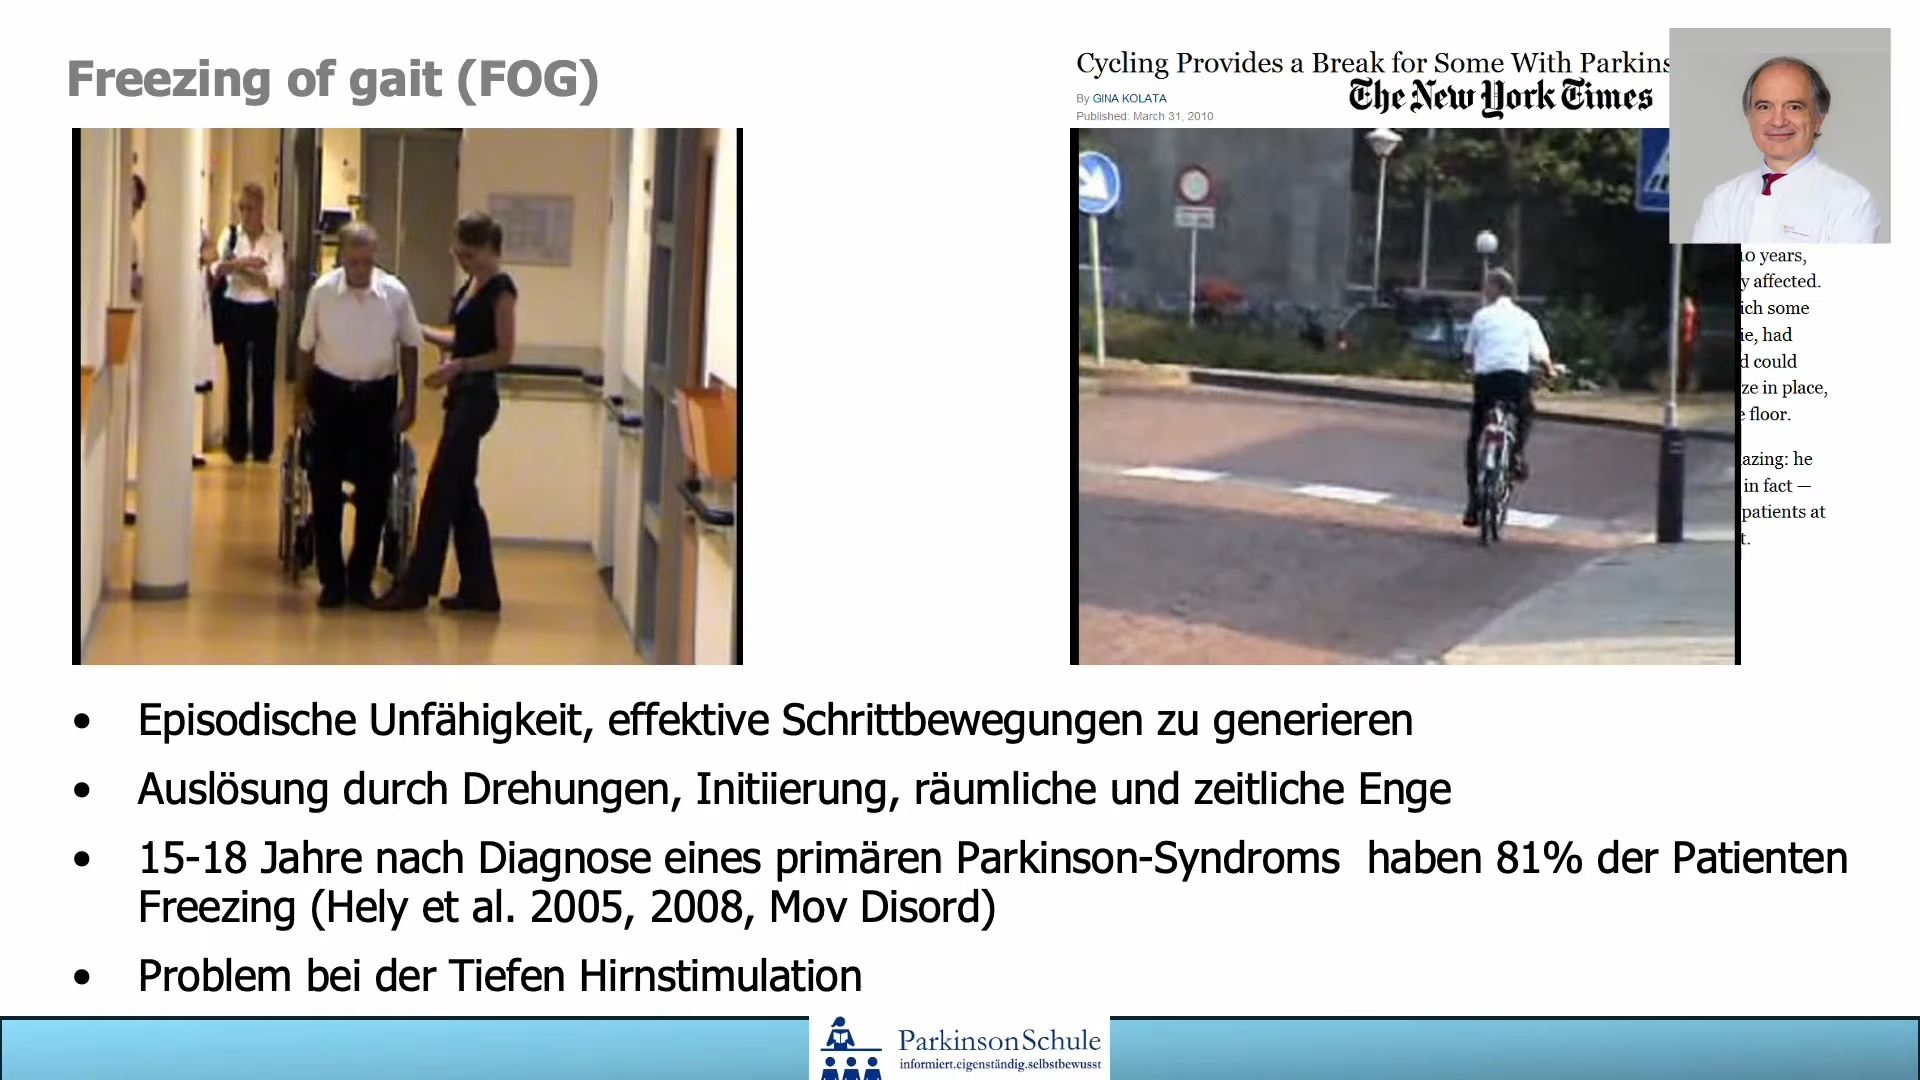 Freezing of gait (FOG)
Cycling Provides a Break for Some With Parkins
The New York Times
By GINA KOLATA
Published: March 31, 2010
10 years,
y affected.
ich some
ie, had
d could
ze in place,
e floor.
azing: he
in fact —
patients at
t.
• Episodische Unfähigkeit, effektive Schrittbewegungen zu generieren
• Auslösung durch Drehungen, Initiierung, räumliche und zeitliche Enge
• 15-18 Jahre nach Diagnose eines primären Parkinson-Syndroms haben 81% der Patienten
Freezing (Hely et al. 2005, 2008, Mov Disord)
• Problem bei der Tiefen Hirnstimulation
ParkinsonSchule
informiert.eigenständig.selbstbewusst